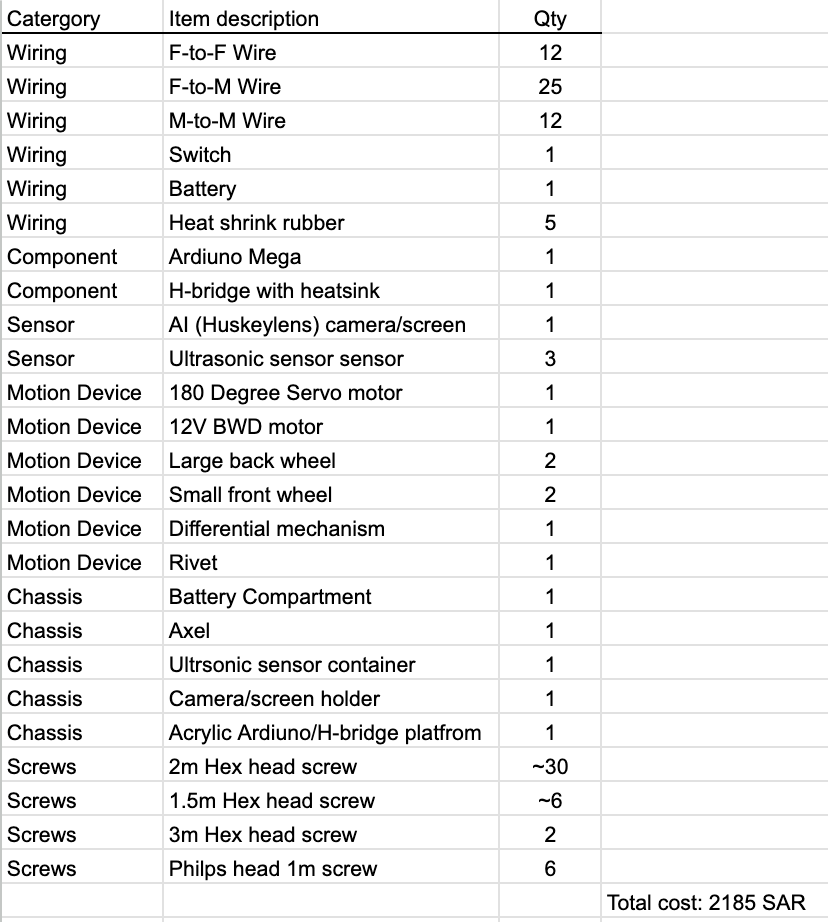 Catergory Item description Qty
Wiring F-to-F Wire 12
Wiring F-to-M Wire 25
Wiring M-to-M Wire 12
Wiring Switch 1
Wiring Battery 1
Wiring Heat shrink rubber 5
Component Ardiuno Mega 1
Component H-bridge with heatsink 1
Sensor AI (Huskeylens) camera/screen 1
Sensor Ultrasonic sensor sensor 3
Motion Device 180 Degree Servo motor 1
Motion Device 12V BWD motor 1
Motion Device Large back wheel 2
Motion Device Small front wheel 2
Motion Device Differential mechanism 1
Motion Device Rivet 1
Chassis Battery Compartment 1
Chassis Axel 1
Chassis Ultrsonic sensor container 1
Chassis Camera/screen holder 1
Chassis Acrylic Ardiuno/H-bridge platfrom 1
Screws 2m Hex head screw ~30
Screws 1.5m Hex head screw ~6
Screws 3m Hex head screw 2
Screws Philps head 1m screw 6
Total cost: 2185 SAR